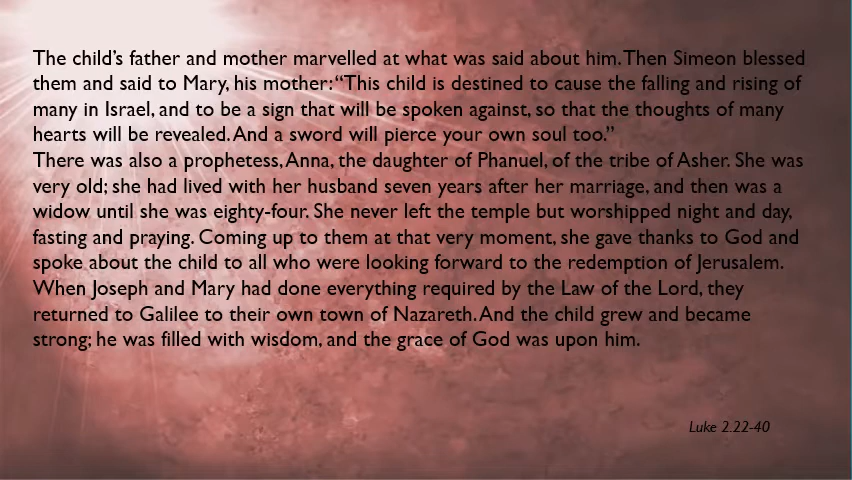 The child’s father and mother marvelled at what was said about him. Then Simeon blessed
them and said to Mary, his mother: “This child is destined to cause the falling and rising of
many in Israel, and to be a sign that will be spoken against, so that the thoughts of many
hearts will be revealed. And a sword will pierce your own soul too.”
There was also a prophetess, Anna, the daughter of Phanuel, of the tribe of Asher. She was
very old; she had lived with her husband seven years after her marriage, and then was a
widow until she was eighty-four. She never left the temple but worshipped night and day,
fasting and praying. Coming up to them at that very moment, she gave thanks to God and
spoke about the child to all who were looking forward to the redemption of Jerusalem.
When Joseph and Mary had done everything required by the Law of the Lord, they
returned to Galilee to their own town of Nazareth. And the child grew and became
strong; he was filled with wisdom, and the grace of God was upon him.
Luke 2.22-40